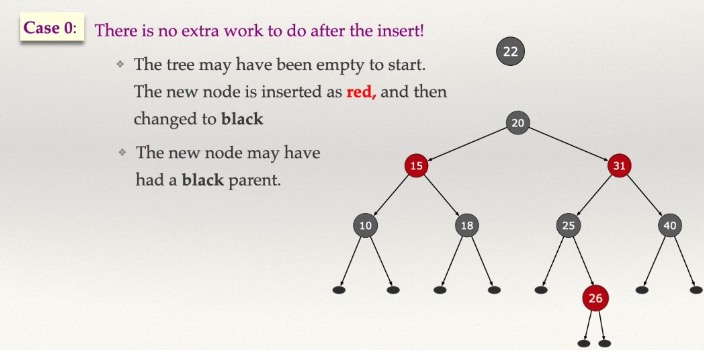 Case 0: There is no extra work to do after the insert!
22
The tree may have been empty to start.
The new node is inserted as red, and then
changed to black
20
The new node may have
had a black parent.
15 31
10 18 25 40
26